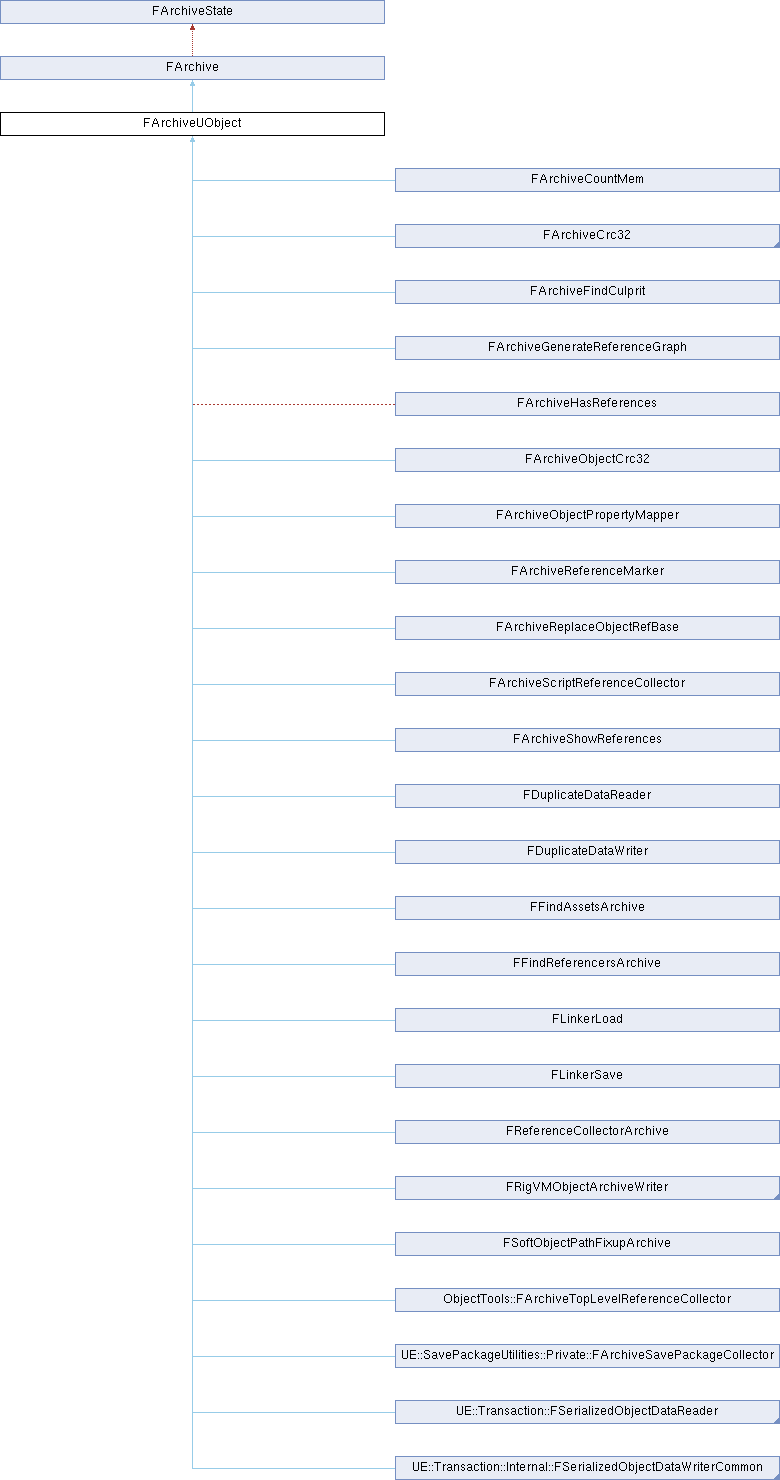 FArchiveState
FArchive
FArchiveUObject
FArchiveCountMem
FArchiveCrc32
FArchiveFindCulprit
FArchiveGenerateReferenceGraph
FArchiveHasReferences
FArchiveObjectCrc32
FArchiveObjectPropertyMapper
FArchiveReferenceMarker
FArchiveReplaceObjectRefBase
FArchiveScriptReferenceCollector
FArchiveShowReferences
FDuplicateDataReader
FDuplicateDataWriter
FFindAssetsArchive
FFindReferencersArchive
FLinkerLoad
FLinkerSave
FReferenceCollectorArchive
FRigVMObjectArchiveWriter
FSoftObjectPathFixupArchive
ObjectTools::FArchiveTopLevelReferenceCollector
UE::SavePackageUtilities::Private::FArchiveSavePackageCollector
UE::Transaction::FSerializedObjectDataReader
UE::Transaction::Internal::FSerializedObjectDataWriterCommon